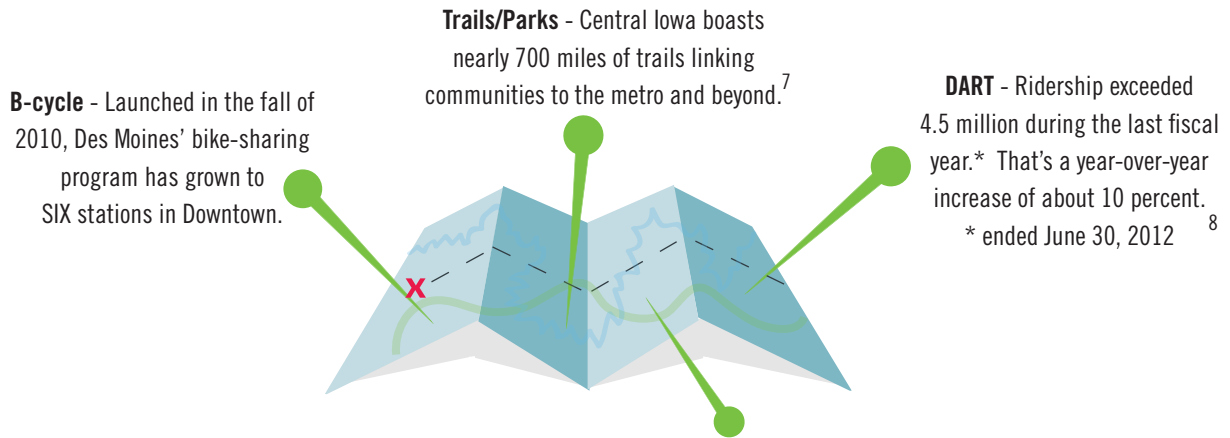 Trails/Parks - Central Iowa boasts
nearly 700 miles of trails linking
communities to the metro and beyond.7
B-cycle - Launched in the fall of
2010, Des Moines’ bike-sharing
program has grown to
SIX stations in Downtown.
DART - Ridership exceeded
4.5 million during the last fiscal
year.* That’s a year-over-year
increase of about 10 percent.
* ended June 30, 2012 8
X